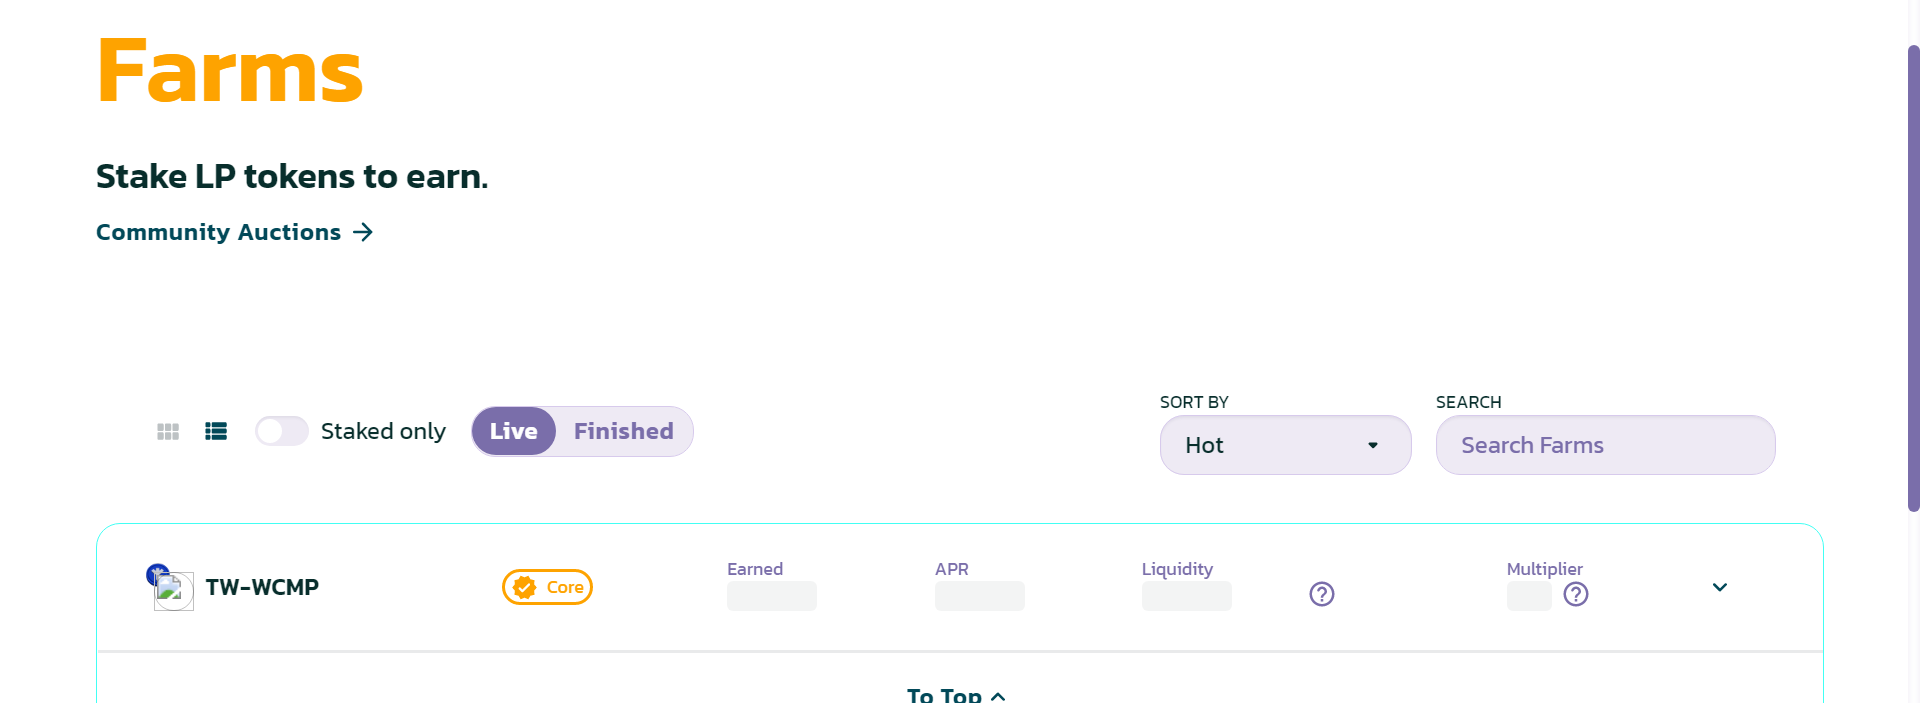 Farms
Stake LP tokens to earn.
Community Auctions
Staked only
Live
Finished
SORT BY
Hot
SEARCH
Search Farms
TW-WCMP
Core
Earned
APR
Liquidity
Multiplier
To Top